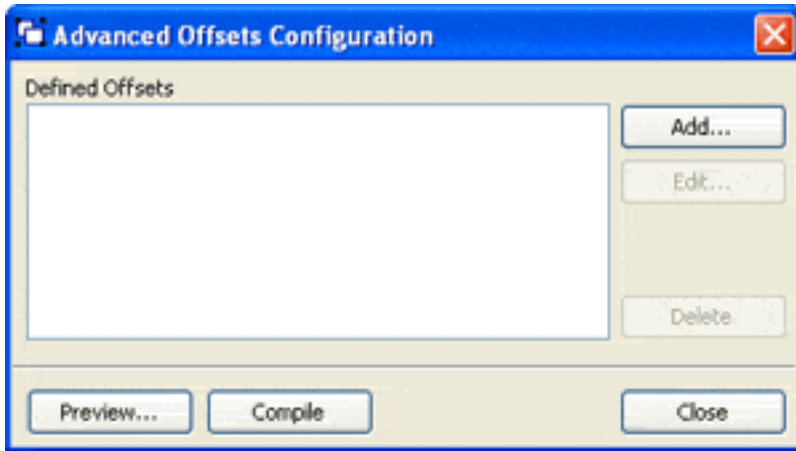 Advanced Offsets Configuration
Defined Offsets
Add...
Edit...
Delete
Preview...
Compile
Close